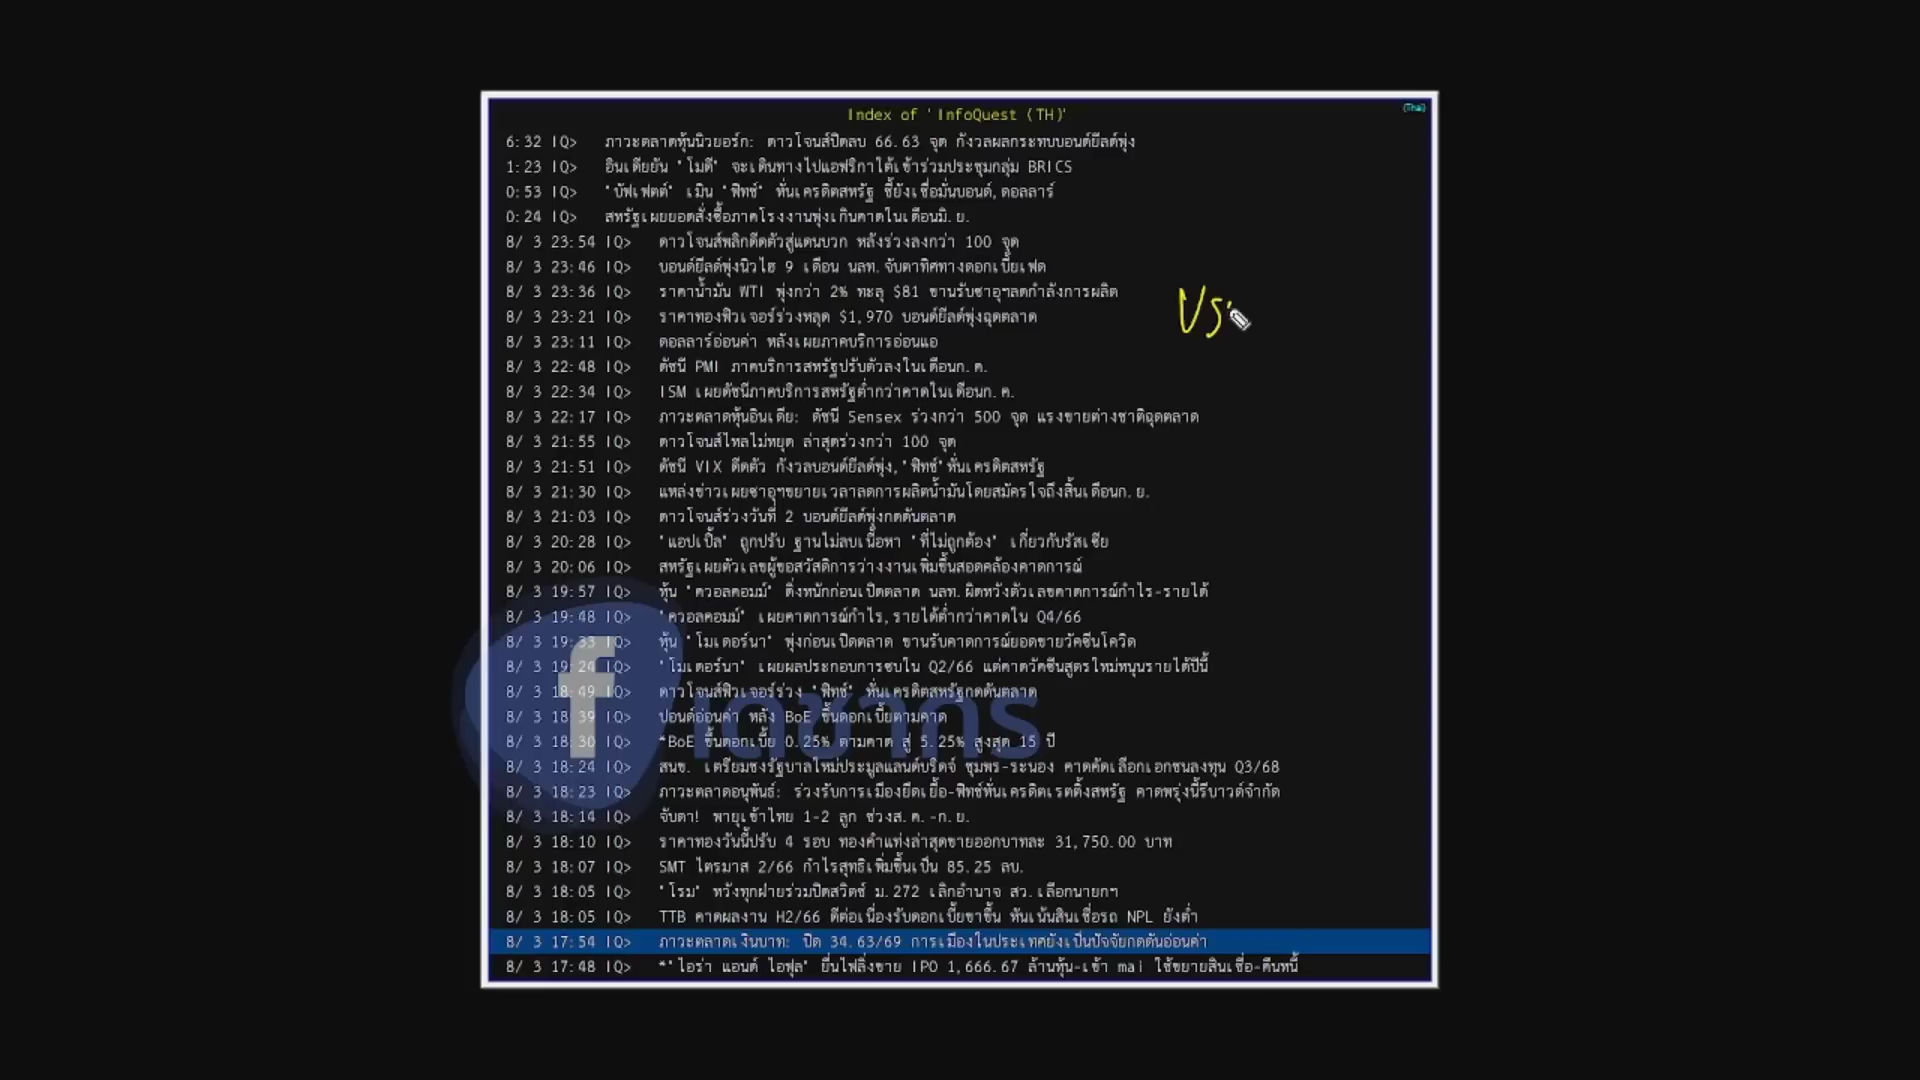 Index of 'InfoQuest (TH)'
(Thai)
6:32 IQ> ภาวะตลาดหุ้นนิวยอร์ก: ดาวโจนส์ปิดลบ 66.63 จุด กังวลผลกระทบบอนด์ยีลด์พุ่ง
1:23 IQ> อินเดียยัน "โมดี" จะเดินทางไปแอฟริกาใต้เข้าร่วมประชุมกลุ่ม BRICS
0:53 IQ> "บัฟเฟตต์" เมิน "ฟิทช์" หั่นเครดิตสหรัฐ ชี้ยังเชื่อมั่นบอนด์,ดอลลาร์
0:24 IQ> สหรัฐเผยยอดสั่งซื้อภาคโรงงานพุ่งเกินคาดในเดือนมิ.ย.
8/ 3 23:54 IQ> ดาวโจนส์พลิกดีดตัวสู่แดนบวก หลังร่วงลงกว่า 100 จุด
8/ 3 23:46 IQ> บอนด์ยีลด์พุ่งนิวไฮ 9 เดือน นลท.จับตาทิศทางดอกเบี้ยเฟด
8/ 3 23:36 IQ> ราคาน้ำมัน WTI พุ่งกว่า 2% ทะลุ $81 ขานรับซาอุฯลดกำลังการผลิต
8/ 3 23:21 IQ> ราคาทองฟิวเจอร์ร่วงหลุด $1,970 บอนด์ยีลด์พุ่งฉุดตลาด
8/ 3 23:11 IQ> ดอลลาร์อ่อนค่า หลังเผยภาคบริการอ่อนแอ
8/ 3 22:48 IQ> ดัชนี PMI ภาคบริการสหรัฐปรับตัวลงในเดือนก.ค.
8/ 3 22:34 IQ> ISM เผยดัชนีภาคบริการสหรัฐต่ำกว่าคาดในเดือนก.ค.
8/ 3 22:17 IQ> ภาวะตลาดหุ้นอินเดีย: ดัชนี Sensex ร่วงกว่า 500 จุด แรงขายต่างชาติฉุดตลาด
8/ 3 21:55 IQ> ดาวโจนส์ไหลไม่หยุด ล่าสุดร่วงกว่า 100 จุด
8/ 3 21:51 IQ> ดัชนี VIX ดีดตัว กังวลบอนด์ยีลด์พุ่ง,"ฟิทช์"หั่นเครดิตสหรัฐ
8/ 3 21:30 IQ> แหล่งข่าวเผยซาอุฯขยายเวลาลดการผลิตน้ำมันโดยสมัครใจถึงสิ้นเดือนก.ย.
8/ 3 21:03 IQ> ดาวโจนส์ร่วงวันที่ 2 บอนด์ยีลด์พุ่งกดดันตลาด
8/ 3 20:28 IQ> "แอปเปิ้ล" ถูกปรับ ฐานไม่ลบเนื้อหา "ที่ไม่ถูกต้อง" เกี่ยวกับรัสเซีย
8/ 3 20:06 IQ> สหรัฐเผยตัวเลขผู้ขอสวัสดิการว่างงานเพิ่มขึ้นสอดคล้องคาดการณ์
8/ 3 19:57 IQ> หุ้น "ควอลคอมม์" ดิ่งหนักก่อนเปิดตลาด นลท.ผิดหวังตัวเลขคาดการณ์กำไร-รายได้
8/ 3 19:48 IQ> "ควอลคอมม์" เผยคาดการณ์กำไร,รายได้ต่ำกว่าคาดใน Q4/66
8/ 3 19:33 IQ> หุ้น "โมเดอร์นา" พุ่งก่อนเปิดตลาด ขานรับคาดการณ์ยอดขายวัคซีนโควิด
8/ 3 19:24 IQ> "โมเดอร์นา" เผยผลประกอบการซบใน Q2/66 แต่คาดวัคซีนสูตรใหม่หนุนรายได้ปีนี้
8/ 3 18:49 IQ> ดาวโจนส์ฟิวเจอร์ร่วง "ฟิทช์" หั่นเครดิตสหรัฐกดดันตลาด
8/ 3 18:39 IQ> ปอนด์อ่อนค่า หลัง BoE ขึ้นดอกเบี้ยตามคาด
8/ 3 18:30 IQ> *BoE ขึ้นดอกเบี้ย 0.25% ตามคาด สู่ 5.25% สูงสุด 15 ปี
8/ 3 18:24 IQ> สนข. เตรียมชงรัฐบาลใหม่ประมูลแลนด์บริดจ์ ชุมพร-ระนอง คาดคัดเลือกเอกชนลงทุน Q3/68
8/ 3 18:23 IQ> ภาวะตลาดอนุพันธ์: ร่วงรับการเมืองยืดเยื้อ-ฟิทช์หั่นเครดิตเรตติ้งสหรัฐ คาดพรุ่งนี้รีบาวด์จำกัด
8/ 3 18:14 IQ> จับตา! พายุเข้าไทย 1-2 ลูก ช่วงส.ค.-ก.ย.
8/ 3 18:10 IQ> ราคาทองวันนี้ปรับ 4 รอบ ทองคำแท่งล่าสุดขายออกบาทละ 31,750.00 บาท
8/ 3 18:07 IQ> SMT ไตรมาส 2/66 กำไรสุทธิเพิ่มขึ้นเป็น 85.25 ลบ.
8/ 3 18:05 IQ> "โรม" หวังทุกฝ่ายร่วมปิดสวิตช์ ม.272 เลิกอำนาจ สว.เลือกนายกฯ
8/ 3 18:05 IQ> TTB คาดผลงาน H2/66 ดีต่อเนื่องรับดอกเบี้ยขาขึ้น หันเน้นสินเชื่อรถ NPL ยังต่ำ
8/ 3 17:54 IQ> ภาวะตลาดเงินบาท: ปิด 34.63/69 การเมืองในประเทศยังเป็นปัจจัยกดดันอ่อนค่า
8/ 3 17:48 IQ> *"ไอร่า แอนด์ ไอฟุล" ยื่นไฟลิ่งขาย IPO 1,666.67 ล้านหุ้น-เข้า mai ใช้ขยายสินเชื่อ-คืนหนี้
US
f เดชากร